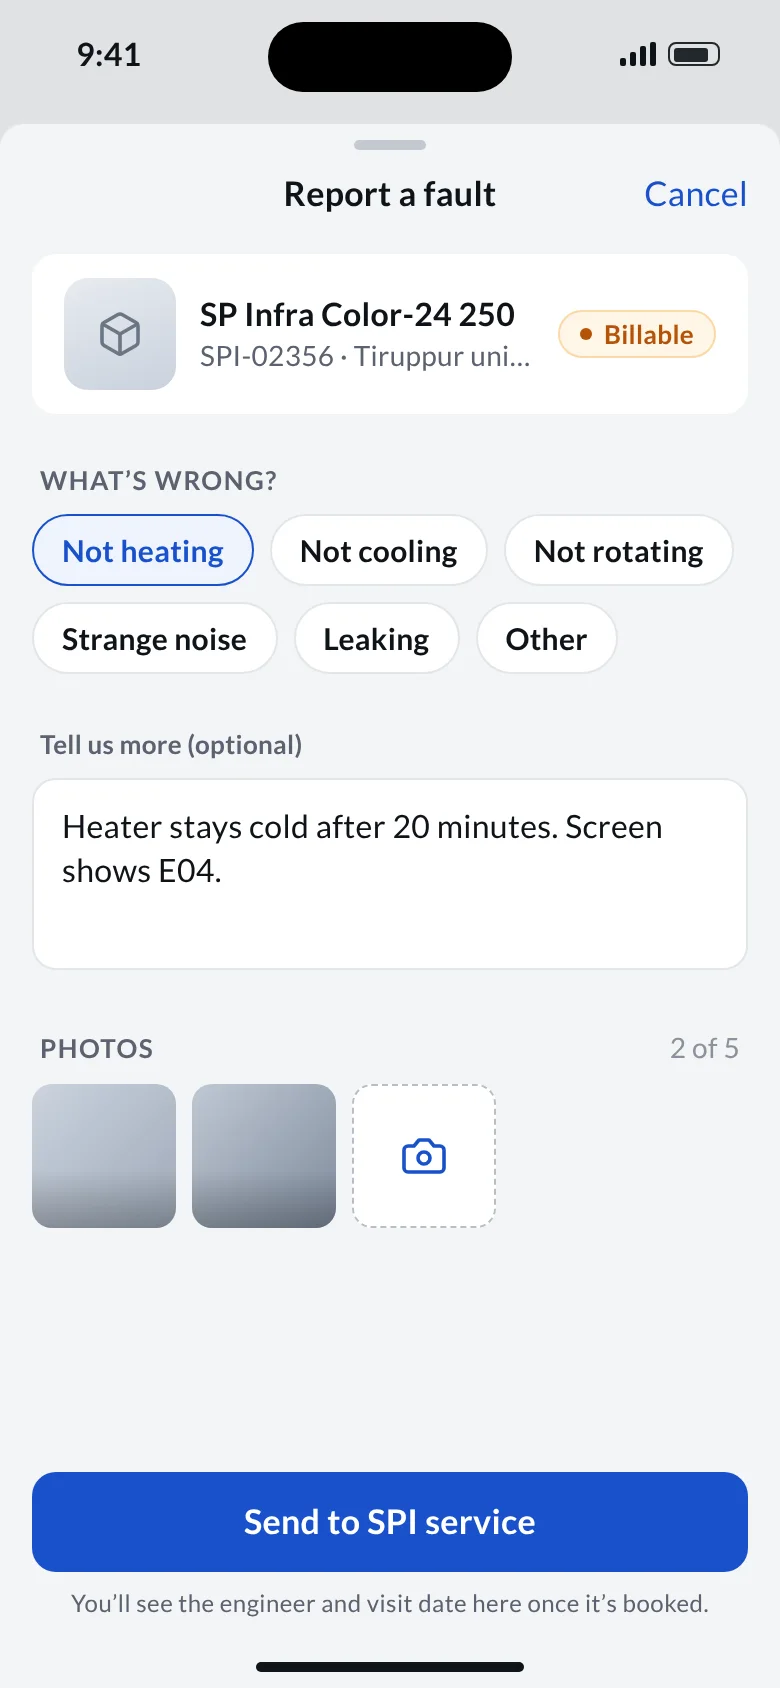 9:41
Report a fault
Cancel
SP Infra Color-24 250
SPI-02356 · Tiruppur uni...
Billable
WHAT’S WRONG?
Not heating
Not cooling
Not rotating
Strange noise
Leaking
Other
Tell us more (optional)
Heater stays cold after 20 minutes. Screen
shows E04.
PHOTOS
2 of 5
Send to SPI service
You’ll see the engineer and visit date here once it’s booked.